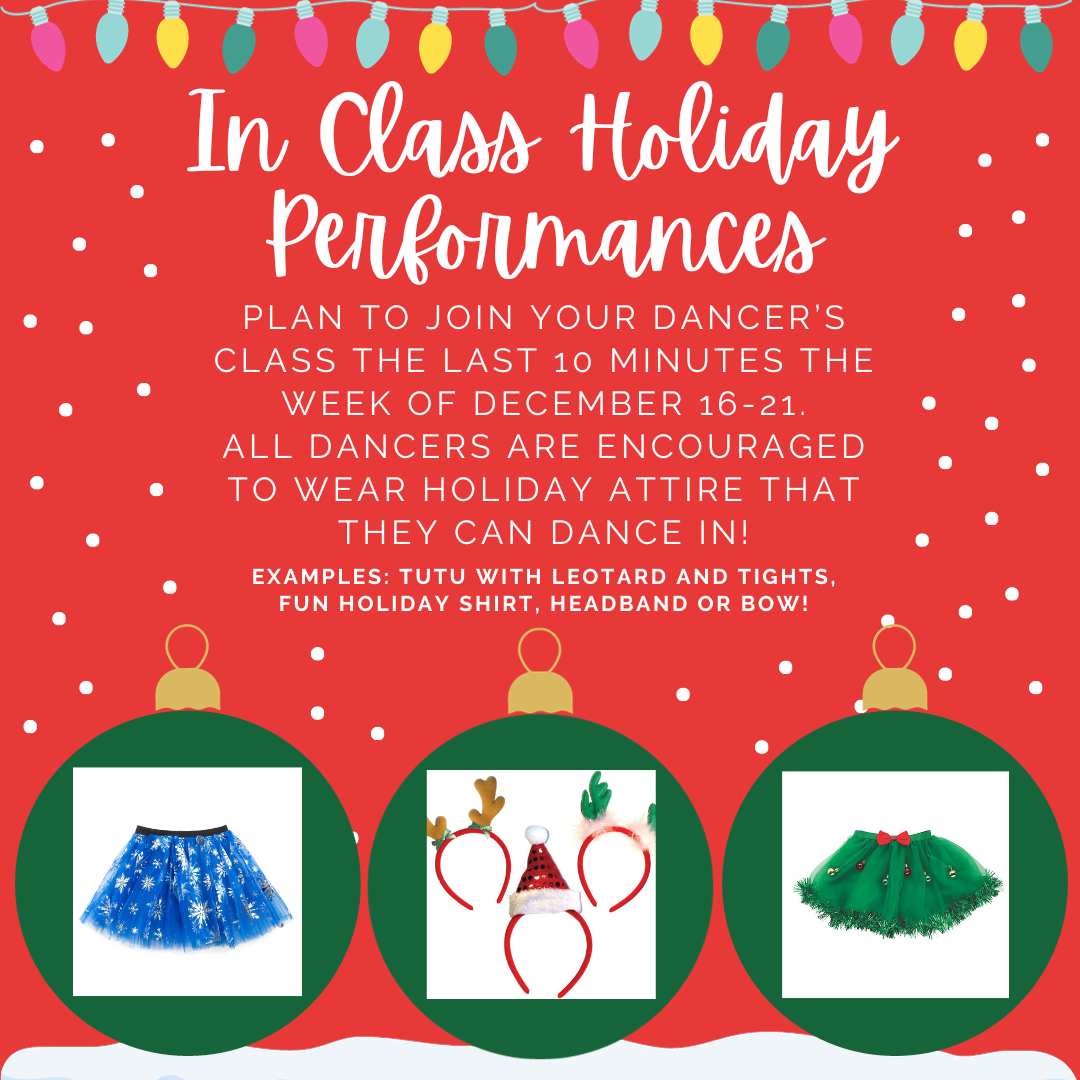 In Class Holiday
Performances
PLAN TO JOIN YOUR DANCER'S
CLASS THE LAST 10 MINUTES THE
WEEK OF DECEMBER 16-21.
ALL DANCERS ARE ENCOURAGED
TO WEAR HOLIDAY ATTIRE THAT
THEY CAN DANCE IN!
EXAMPLES: TUTU WITH LEOTARD AND TIGHTS,
FUN HOLIDAY SHIRT, HEADBAND OR BOW!